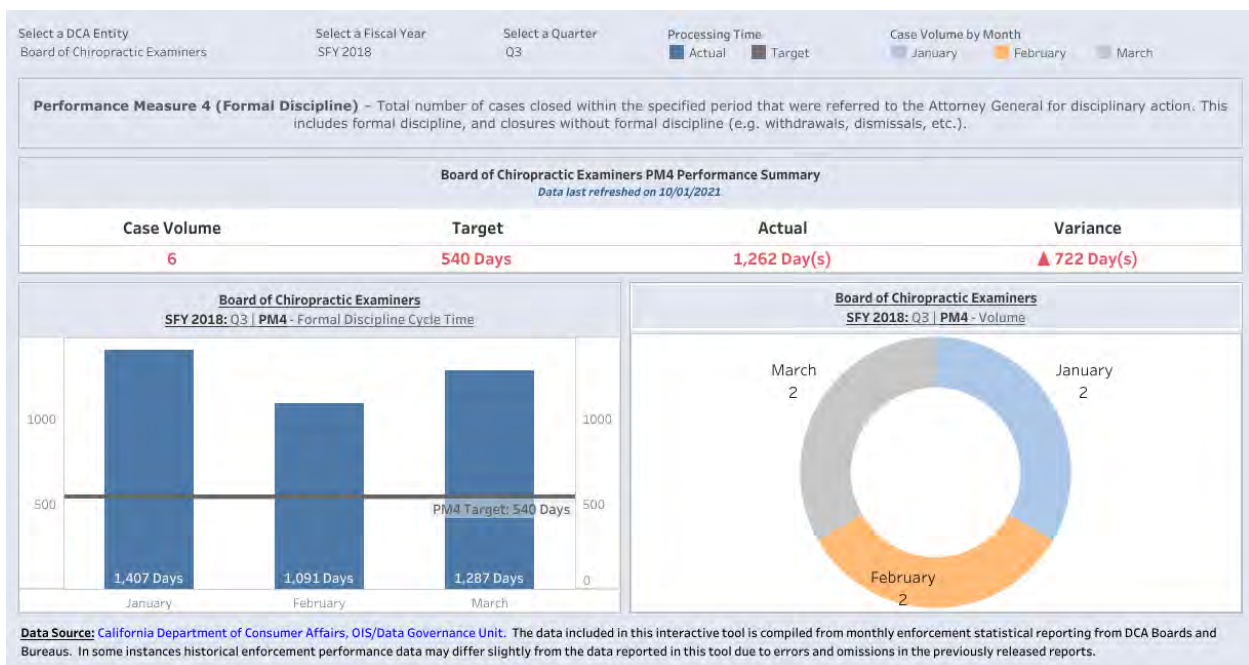 Select a DCA Entity
Board of Chiropractic Examiners
Select a Fiscal Year
SFY 2018
Select a Quarter
Q3
Processing Time
Actual
Target
Case Volume by Month
January
February
March
Performance Measure 4 (Formal Discipline) – Total number of cases closed within the specified period that were referred to the Attorney General for disciplinary action. This
includes formal discipline, and closures without formal discipline (e.g. withdrawals, dismissals, etc.).
Board of Chiropractic Examiners PM4 Performance Summary
Data last refreshed on 10/01/2021
Case Volume Target Actual Variance
6 540 Days 1,262 Day(s) ▲ 722 Day(s)
Board of Chiropractic Examiners
SFY 2018: Q3 | PM4 - Formal Discipline Cycle Time
1000
500
1000
500
0
PM4 Target: 540 Days
1,407 Days
1,091 Days
1,287 Days
January
February
March
Board of Chiropractic Examiners
SFY 2018: Q3 | PM4 - Volume
March
2
January
2
February
2
Data Source: California Department of Consumer Affairs, OIS/Data Governance Unit. The data included in this interactive tool is compiled from monthly enforcement statistical reporting from DCA Boards and
Bureaus. In some instances historical enforcement performance data may differ slightly from the data reported in this tool due to errors and omissions in the previously released reports.